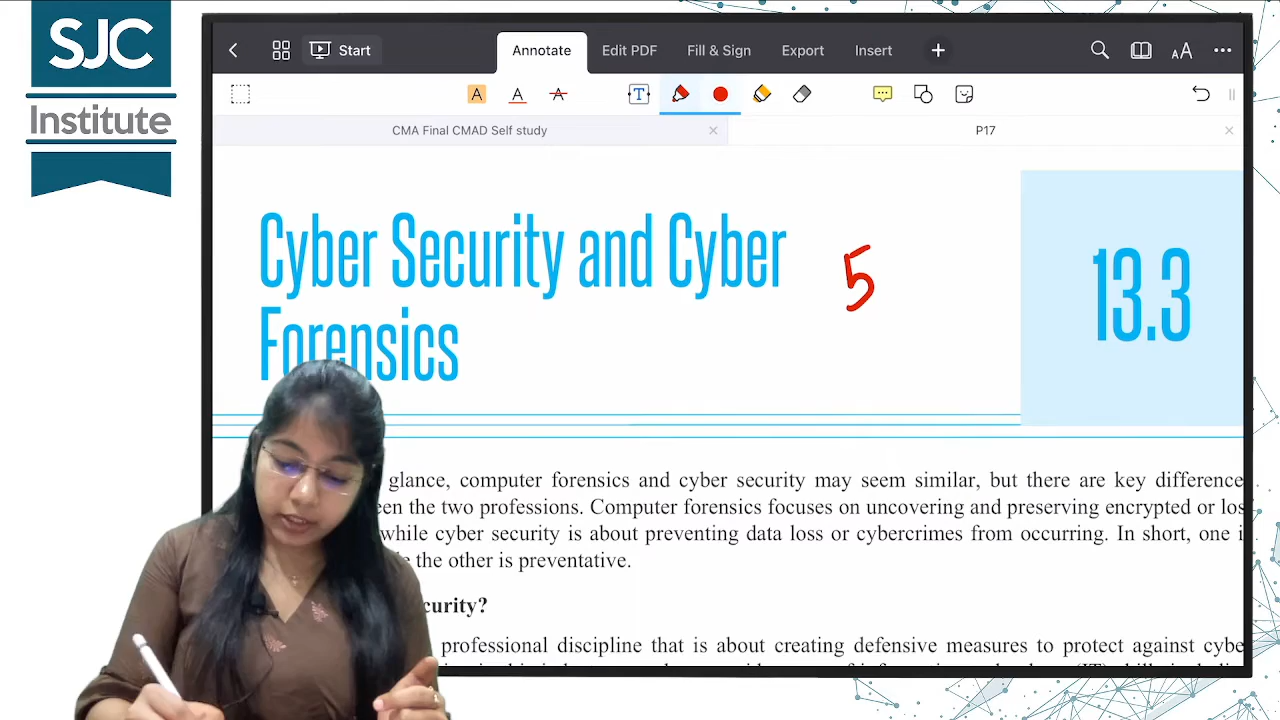 SJC
Institute
Start
Annotate
Edit PDF
Fill & Sign
Export
Insert
CMA Final CMAD Self study
P17
Cyber Security and Cyber
Forensics
5
13.3
glance, computer forensics and cyber security may seem similar, but there are key difference
the two professions. Computer forensics focuses on uncovering and preserving encrypted or
while cyber security is about preventing data loss or cybercrimes from occurring. In short, one
the other is preventative.
curity?
professional discipline that is about creating defensive measures to protect against cybe